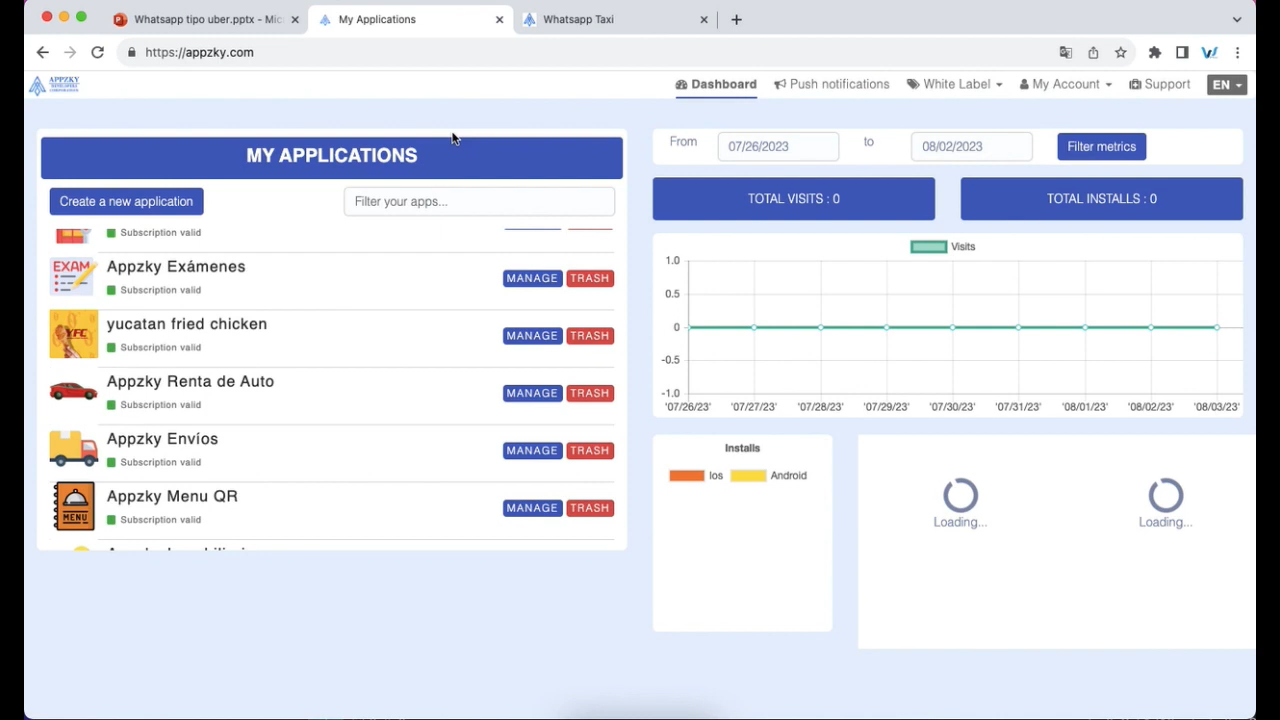 Whatsapp tipo uber.pptx - Mic
My Applications
Whatsapp Taxi
https://appzky.com
APPZKY
Dashboard
Push notifications
White Label
My Account
Support
EN
MY APPLICATIONS
From
07/26/2023
to
08/02/2023
Filter metrics
Create a new application
Filter your apps...
TOTAL VISITS : 0
TOTAL INSTALLS : 0
Subscription valid
Appzky Exámenes
Subscription valid
MANAGE
TRASH
EXAM
yucatan fried chicken
Subscription valid
MANAGE
TRASH
YFC
Appzky Renta de Auto
Subscription valid
MANAGE
TRASH
Appzky Envíos
Subscription valid
MANAGE
TRASH
Appzky Menu QR
Subscription valid
MANAGE
TRASH
MENU
Visits
1.0
0.5
0
-0.5
-1.0
'07/26/23'
'07/27/23'
'07/28/23'
'07/29/23'
'07/30/23'
'07/31/23'
'08/01/23'
'08/02/23'
'08/03/23'
Installs
Ios
Android
Loading...
Loading...